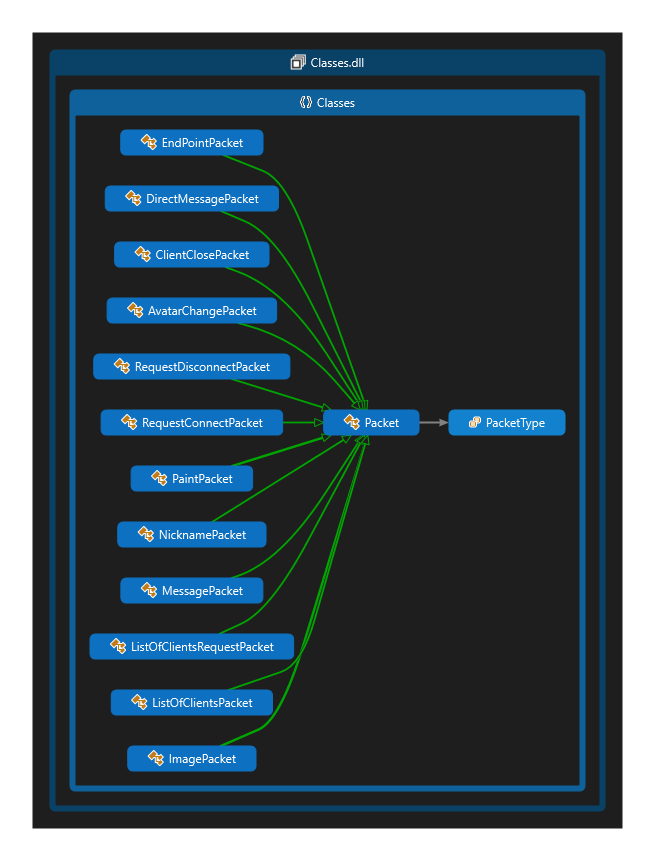 Classes.dll
Classes
EndPointPacket
DirectMessagePacket
ClientClosePacket
AvatarChangePacket
RequestDisconnectPacket
RequestConnectPacket
Packet
PacketType
PaintPacket
NicknamePacket
MessagePacket
ListOfClientsRequestPacket
ListOfClientsPacket
ImagePacket